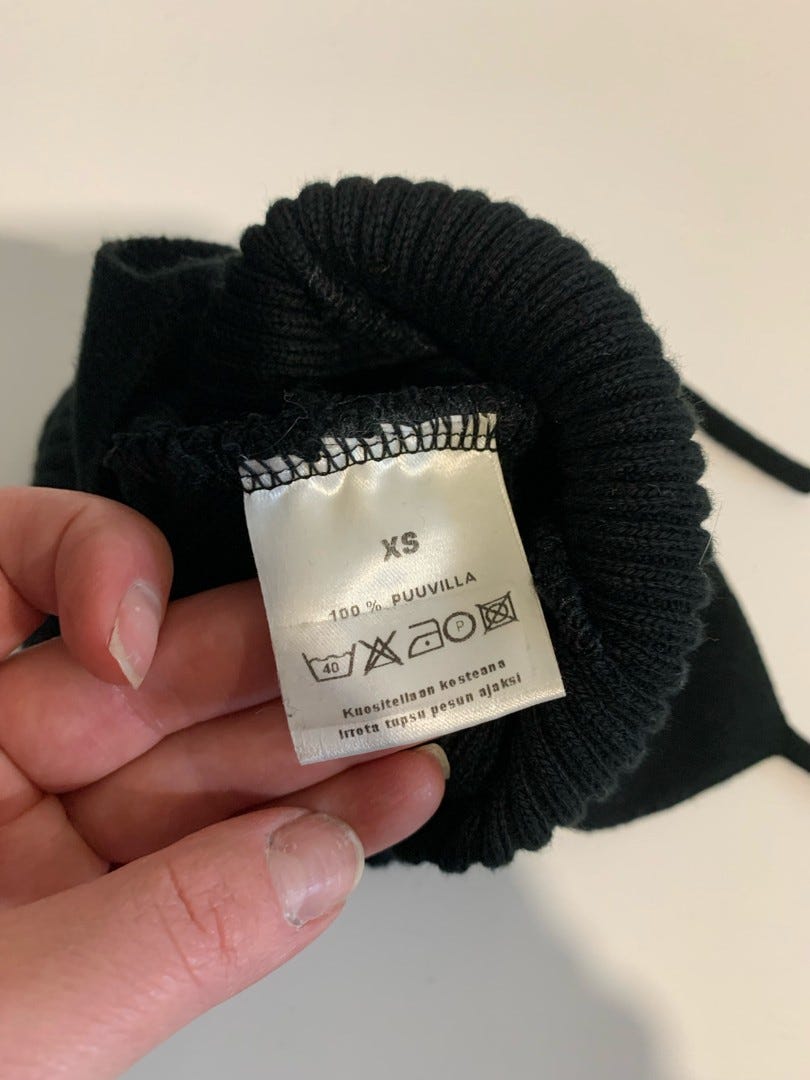 XS
100 % PUUVILLA
40 P
Kuositellaan kosteana
Irrota tupsu pesun ajaksi